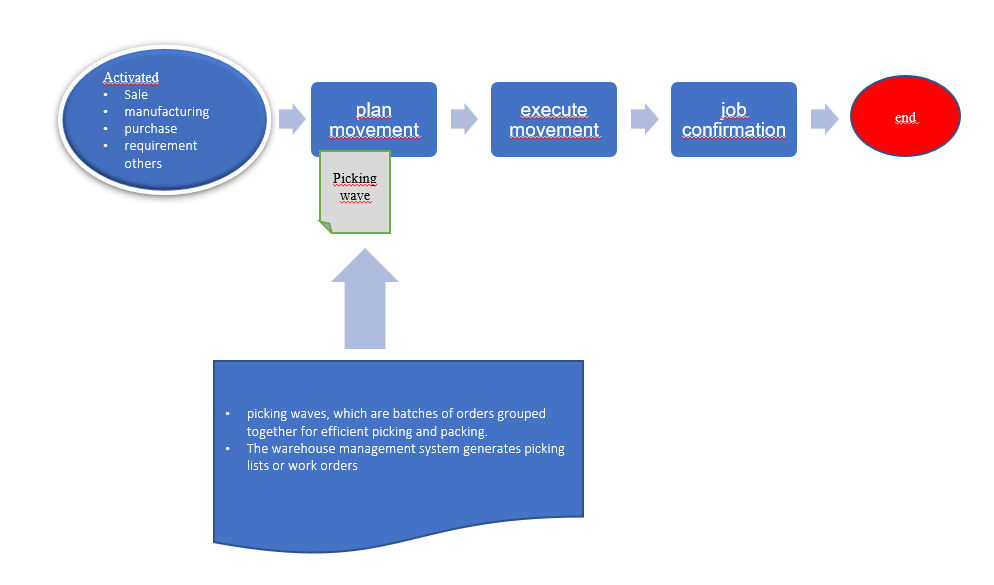 Activated
• Sale
• manufacturing
• purchase
• requirement
others
plan
movement
execute
movement
job
confirmation
end
Picking
wave
• picking waves, which are batches of orders grouped
together for efficient picking and packing.
• The warehouse management system generates picking
lists or work orders